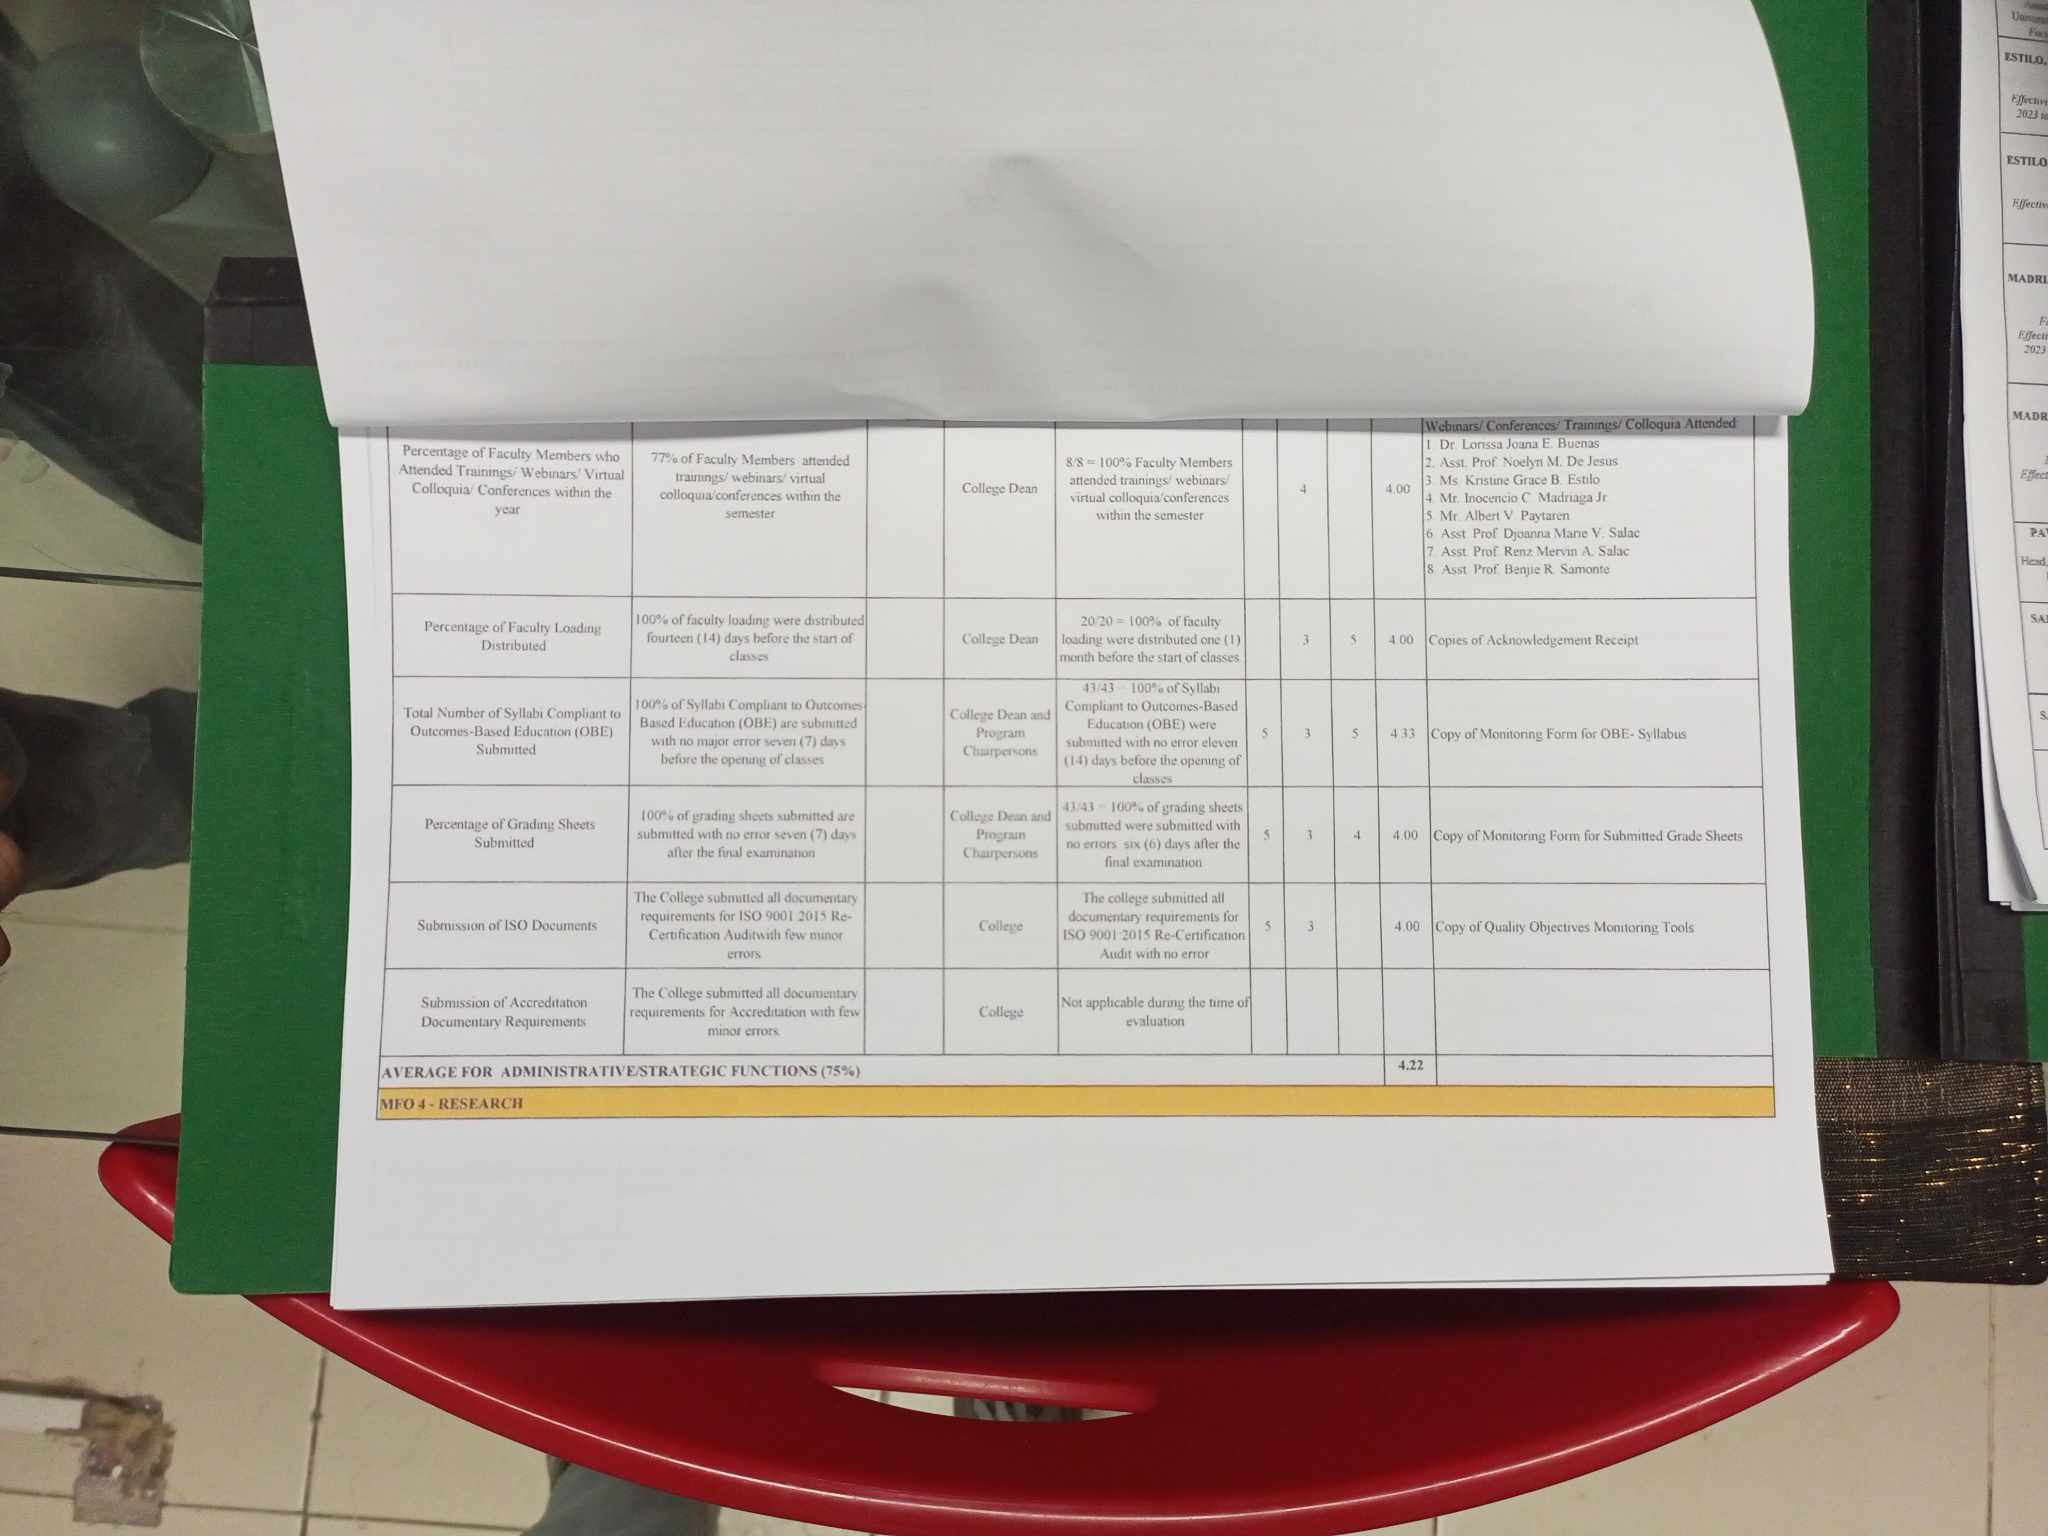 Webinars/ Conferences/ Trainings/ Colloquia Attended
Percentage of Faculty Members who
Attended Trainings/ Webinars/ Virtual
Colloquia/ Conferences within the
year
77% of Faculty Members attended
trainings/ webinars/ virtual
colloquia/conferences within the
semester
College Dean
8/8 = 100% Faculty Members
attended trainings/ webinars/
virtual colloquia/conferences
within the semester
4
4.00
1. Dr. Lorissa Joana E. Buenas
2. Asst. Prof. Noelyn M. De Jesus
3. Ms. Kristine Grace B. Estilo
4. Mr. Inocencio C. Madriaga Jr.
5. Mr. Albert V. Paytaren
6. Asst. Prof. Djoanna Marie V. Salac
7. Asst. Prof. Renz Mervin A. Salac
8. Asst. Prof. Benjie R. Samonte
Percentage of Faculty Loading
Distributed
100% of faculty loading were distributed
fourteen (14) days before the start of
classes
College Dean
20/20 = 100% of faculty
loading were distributed one (1)
month before the start of classes
3
5
4.00
Copies of Acknowledgement Receipt
Total Number of Syllabi Compliant to
Outcomes-Based Education (OBE)
Submitted
100% of Syllabi Compliant to Outcomes-
Based Education (OBE) are submitted
with no major error seven (7) days
before the opening of classes
College Dean and
Program
Chairpersons
43/43 = 100% of Syllabi
Compliant to Outcomes-Based
Education (OBE) were
submitted with no error eleven
(14) days before the opening of
classes
5
3
5
4.33
Copy of Monitoring Form for OBE- Syllabus
Percentage of Grading Sheets
Submitted
100% of grading sheets submitted are
submitted with no error seven (7) days
after the final examination
College Dean and
Program
Chairpersons
43/43 = 100% of grading sheets
submitted were submitted with
no errors six (6) days after the
final examination
5
3
4
4.00
Copy of Monitoring Form for Submitted Grade Sheets
Submission of ISO Documents
The College submitted all documentary
requirements for ISO 9001:2015 Re-
Certification Auditwith few minor
errors.
College
The college submitted all
documentary requirements for
ISO 9001:2015 Re-Certification
Audit with no error
5
3
4.00
Copy of Quality Objectives Monitoring Tools
Submission of Accreditation
Documentary Requirements
The College submitted all documentary
requirements for Accreditation with few
minor errors.
College
Not applicable during the time of
evaluation
AVERAGE FOR ADMINISTRATIVE/STRATEGIC FUNCTIONS (75%)
4.22
MFO 4 - RESEARCH
ESTILO,
2023 to
ESTILO
2023
Head,